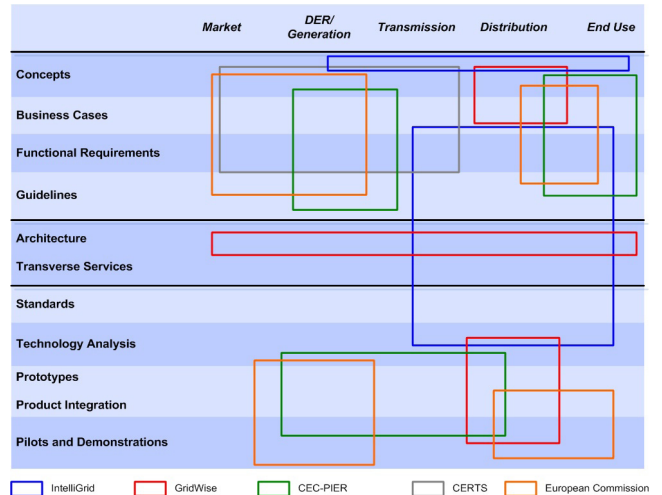 Market DER/ Generation Transmission Distribution End Use
Concepts
Business Cases
Functional Requirements
Guidelines
Architecture
Transverse Services
Standards
Technology Analysis
Prototypes
Product Integration
Pilots and Demonstrations
IntelliGrid GridWise CEC-PIER CERTS European Commission